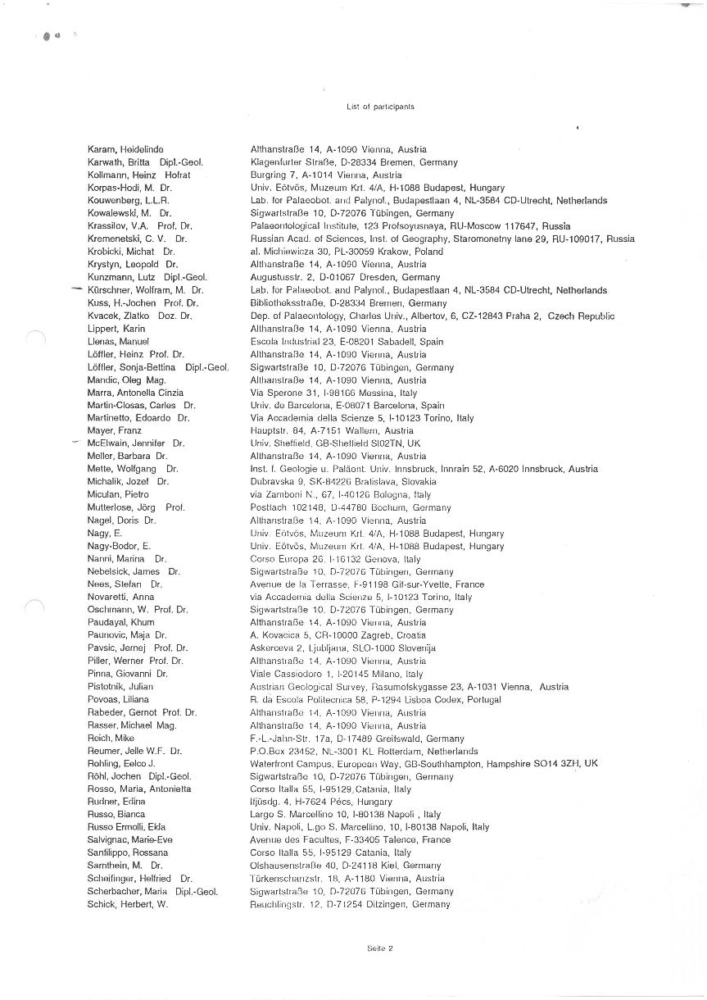 List of participants
Karam, Heidelinde Althanstraße 14, A-1090 Vienna, Austria
Karwath, Britta Dipl.-Geol. Klagenfurter Straße, D-28334 Bremen, Germany
Kollmann, Heinz Hofrat Burgring 7, A-1014 Vienna, Austria
Korpas-Hodi, M. Dr. Univ. Eötvös, Muzeum Krt. 4/A, H-1088 Budapest, Hungary
Kouwenberg, L.L.R. Lab. for Palaeobot. and Palynol., Budapestlaan 4, NL-3584 CD-Utrecht, Netherlands
Kowalewski, M. Dr. Sigwartstraße 10, D-72076 Tübingen, Germany
Krassilov, V.A. Prof. Dr. Palaeontological Institute, 123 Profsoyusnaya, RU-Moscow 117647, Russia
Kremenetski, C. V. Dr. Russian Acad. of Sciences, Inst. of Geography, Staromonetny lane 29, RU-109017, Russia
Krobicki, Michat Dr. al. Michiewicza 30, PL-30059 Krakow, Poland
Krystyn, Leopold Dr. Althanstraße 14, A-1090 Vienna, Austria
Kunzmann, Lutz Dipl.-Geol. Augustusstr. 2, D-01067 Dresden, Germany
Kürschner, Wolfram, M. Dr. Lab. for Palaeobot. and Palynol., Budapestlaan 4, NL-3584 CD-Utrecht, Netherlands
Kuss, H.-Jochen Prof. Dr. Bibliotheksstraße, D-28334 Bremen, Germany
Kvacek, Zlatko Doz. Dr. Dep. of Palaeontology, Charles Univ., Albertov, 6, CZ-12843 Praha 2, Czech Republic
Lippert, Karin Althanstraße 14, A-1090 Vienna, Austria
Llenas, Manuel Escola Industrial 23, E-08201 Sabadell, Spain
Löffler, Heinz Prof. Dr. Althanstraße 14, A-1090 Vienna, Austria
Löffler, Sonja-Bettina Dipl.-Geol. Sigwartstraße 10, D-72076 Tübingen, Germany
Mandic, Oleg Mag. Althanstraße 14, A-1090 Vienna, Austria
Marra, Antonella Cinzia Via Sperone 31, I-98166 Messina, Italy
Martin-Closas, Carles Dr. Univ. de Barcelona, E-08071 Barcelona, Spain
Martinetto, Edoardo Dr. Via Accademia della Scienze 5, I-10123 Torino, Italy
Mayer, Franz Hauptstr. 84, A-7151 Wallern, Austria
McElwain, Jennifer Dr. Univ. Sheffield, GB-Sheffield SI02TN, UK
Meller, Barbara Dr. Althanstraße 14, A-1090 Vienna, Austria
Mette, Wolfgang Dr. Inst. f. Geologie u. Paläont. Univ. Innsbruck, Innrain 52, A-6020 Innsbruck, Austria
Michalik, Jozef Dr. Dubravska 9, SK-84226 Bratislava, Slovakia
Miculan, Pietro via Zamboni N., 67, I-40126 Bologna, Italy
Mutterlose, Jörg Prof. Postfach 102148, D-44780 Bochum, Germany
Nagel, Doris Dr. Althanstraße 14, A-1090 Vienna, Austria
Nagy, E. Univ. Eötvös, Muzeum Krt. 4/A, H-1088 Budapest, Hungary
Nagy-Bodor, E. Univ. Eötvös, Muzeum Krt. 4/A, H-1088 Budapest, Hungary
Nanni, Marina Dr. Corso Europa 26, I-16132 Genova, Italy
Nebelsick, James Dr. Sigwartstraße 10, D-72076 Tübingen, Germany
Nees, Stefan Dr. Avenue de la Terrasse, F-91198 Gif-sur-Yvette, France
Novaretti, Anna via Accademia della Scienze 5, I-10123 Torino, Italy
Oschmann, W. Prof. Dr. Sigwartstraße 10, D-72076 Tübingen, Germany
Paudayal, Khum Althanstraße 14, A-1090 Vienna, Austria
Paunovic, Maja Dr. A. Kovacica 5, CR-10000 Zagreb, Croatia
Pavsic, Jernej Prof. Dr. Askerceva 2, Ljubljana, SLO-1000 Slovenija
Piller, Werner Prof. Dr. Althanstraße 14, A-1090 Vienna, Austria
Pinna, Giovanni Dr. Viale Cassiodoro 1, I-20145 Milano, Italy
Pistotnik, Julian Austrian Geological Survey, Rasumofskygasse 23, A-1031 Vienna, Austria
Povoas, Liliana R. da Escola Politecnica 58, P-1294 Lisboa Codex, Portugal
Rabeder, Gernot Prof. Dr. Althanstraße 14, A-1090 Vienna, Austria
Rasser, Michael Mag. Althanstraße 14, A-1090 Vienna, Austria
Reich, Mike F.-L.-Jahn-Str. 17a, D-17489 Greifswald, Germany
Reumer, Jelle W.F. Dr. P.O.Box 23452, NL-3001 KL Rotterdam, Netherlands
Rohling, Eelco J. Waterfront Campus, European Way, GB-Southhampton, Hampshire SO14 3ZH, UK
Röhl, Jochen Dipl.-Geol. Sigwartstraße 10, D-72076 Tübingen, Germany
Rosso, Maria, Antonietta Corso Italia 55, I-95129, Catania, Italy
Rudner, Edina Ifjúsdg. 4, H-7624 Pécs, Hungary
Russo, Bianca Largo S. Marcellino 10, I-80138 Napoli , Italy
Russo Ermolli, Elda Univ. Napoli, L.go S. Marcellino, 10, I-80138 Napoli, Italy
Salvignac, Marie-Eve Avenue des Facultes, F-33405 Talence, France
Sanfilippo, Rossana Corso Italia 55, I-95129 Catania, Italy
Sarnthein, M. Dr. Olshausenstraße 40, D-24118 Kiel, Germany
Scheifinger, Helfried Dr. Türkenschanzstr. 18, A-1180 Vienna, Austria
Scherbacher, Maria Dipl.-Geol. Sigwartstraße 10, D-72076 Tübingen, Germany
Schick, Herbert, W. Reuchlingstr. 12, D-71254 Ditzingen, Germany
Seite 2